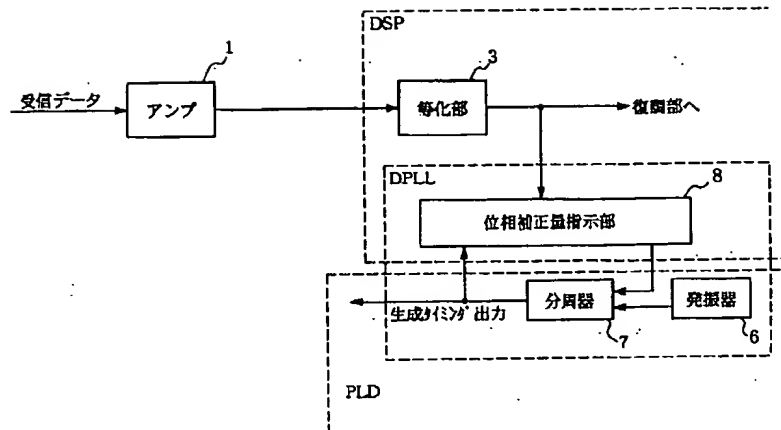 DSP
1
3
受信データ
アンプ
等化部
復調部へ
DPLL
8
位相補正量指示部
生成タイミング出力
分周器
発振器
7
6
PLD